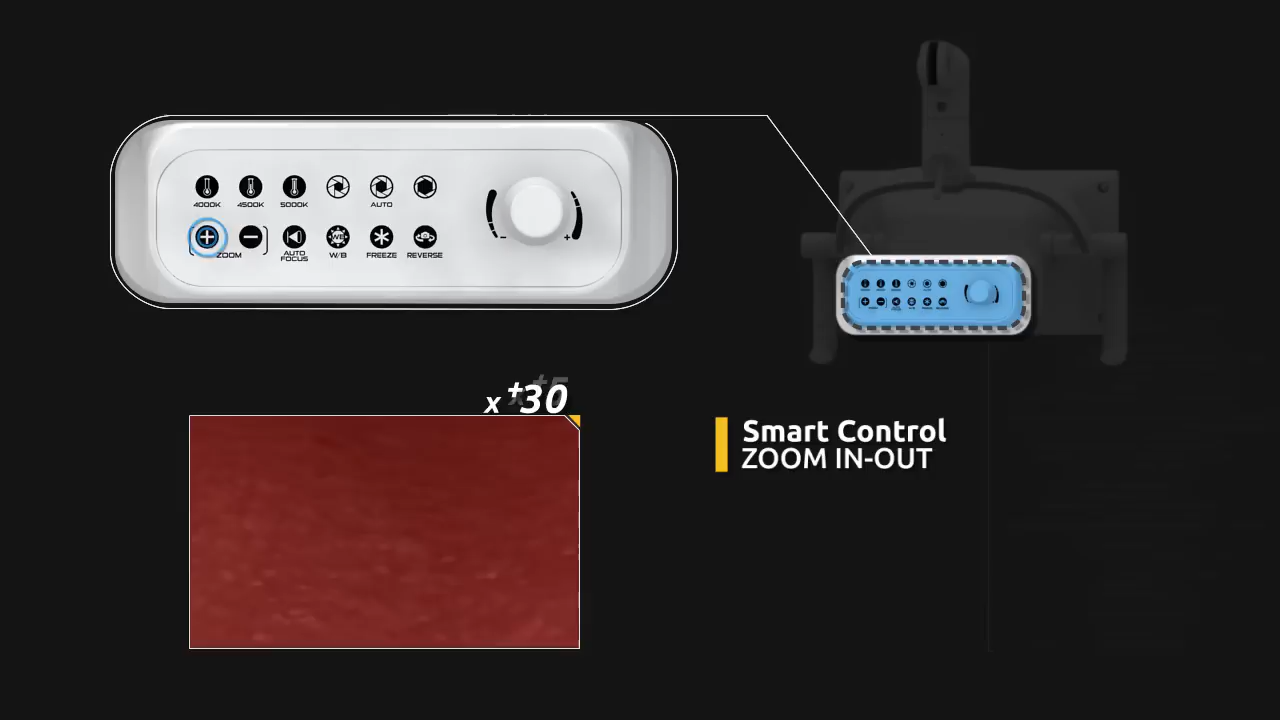 4000K 4500K 5000K AUTO
ZOOM AUTO FOCUS W/B FREEZE REVERSE
- +
x +30
Smart Control
ZOOM IN-OUT